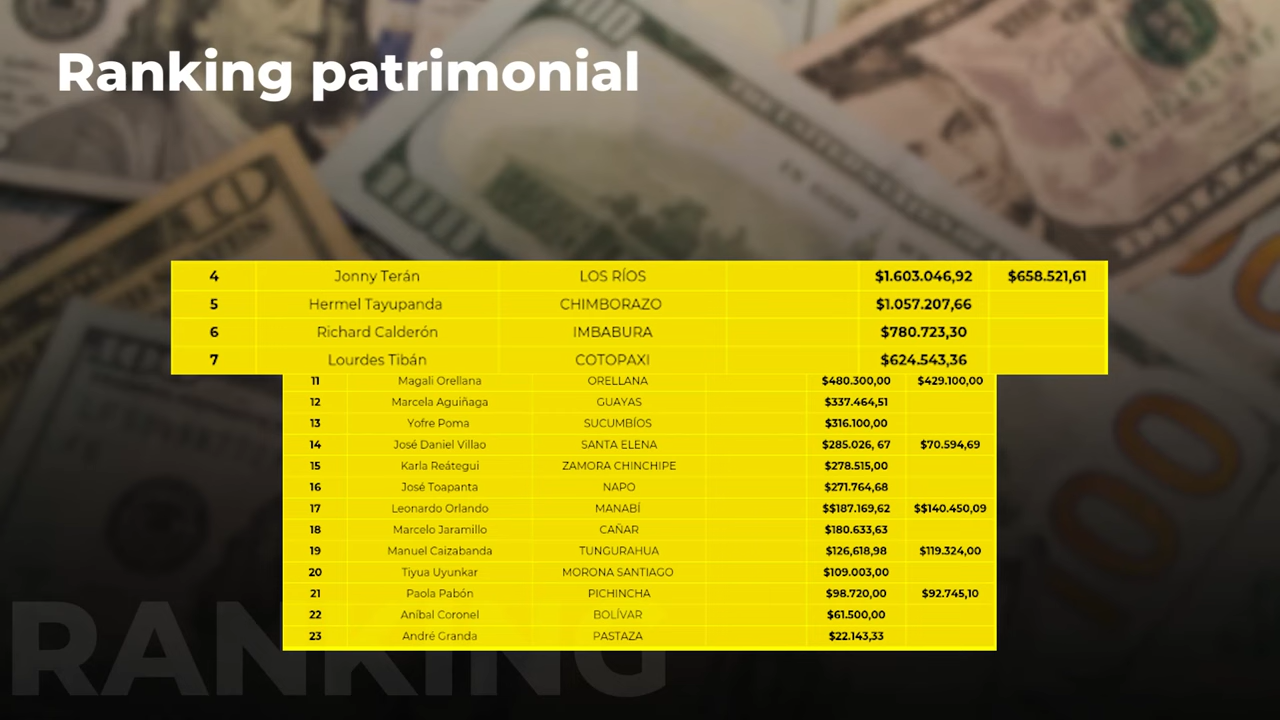 Ranking patrimonial
4 Jonny Terán LOS RÍOS $1.603.046,92 $658.521,61
5 Hermel Tayupanda CHIMBORAZO $1.057.207,66
6 Richard Calderón IMBABURA $780.723,30
7 Lourdes Tibán COTOPAXI $624.543,36
11 Magali Orellana ORELLANA $480.300,00 $429.100,00
12 Marcela Aguiñaga GUAYAS $337.464,51
13 Yofre Poma SUCUMBÍOS $316.100,00
14 José Daniel Villao SANTA ELENA $285.026, 67 $70.594,69
15 Karla Reátegui ZAMORA CHINCHIPE $278.515,00
16 José Toapanta NAPO $271.764,68
17 Leonardo Orlando MANABÍ $$187.169,62 $$140.450,09
18 Marcelo Jaramillo CAÑAR $180.633,63
19 Manuel Caizabanda TUNGURAHUA $126,618,98 $119.324,00
20 Tiyua Uyunkar MORONA SANTIAGO $109.003,00
21 Paola Pabón PICHINCHA $98.720,00 $92.745,10
22 Aníbal Coronel BOLÍVAR $61.500,00
23 André Granda PASTAZA $22.143,33
RANKING